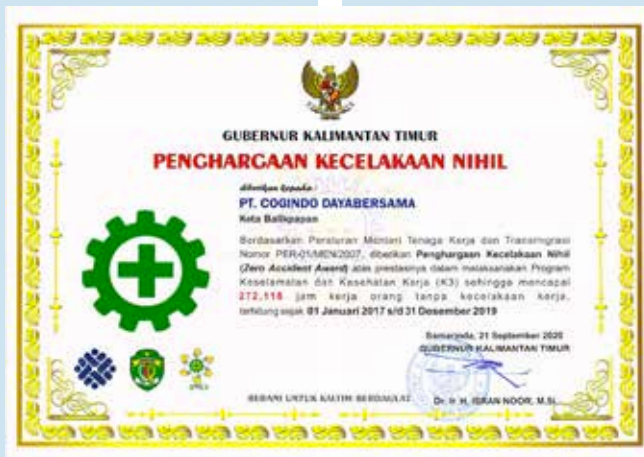 GUBERNUR KALIMANTAN TIMUR
PENGHARGAAN KECELAKAAN NIHIL
diberikan kepada :
PT. COGINDO DAYABERSAMA
Kota Balikpapan
Berdasarkan Peraturan Menteri Tenaga Kerja dan Transmigrasi
Nomor PER-01/MEN/2007, diberikan Penghargaan Kecelakaan Nihil
(Zero Accident Award) atas prestasinya dalam melaksanakan Program
Keselamatan dan Kesehatan Kerja (K3) sehingga mencapai
272,118 jam kerja orang tanpa kecelakaan kerja,
terhitung sejak 01 Januari 2017 s/d 31 Desember 2019
Samarinda, 21 September 2020
GUBERNUR KALIMANTAN TIMUR
BERANI UNTUK KALTIM BERDAULAT
Dr. Ir. H. ISRAN NOOR, M.Si.